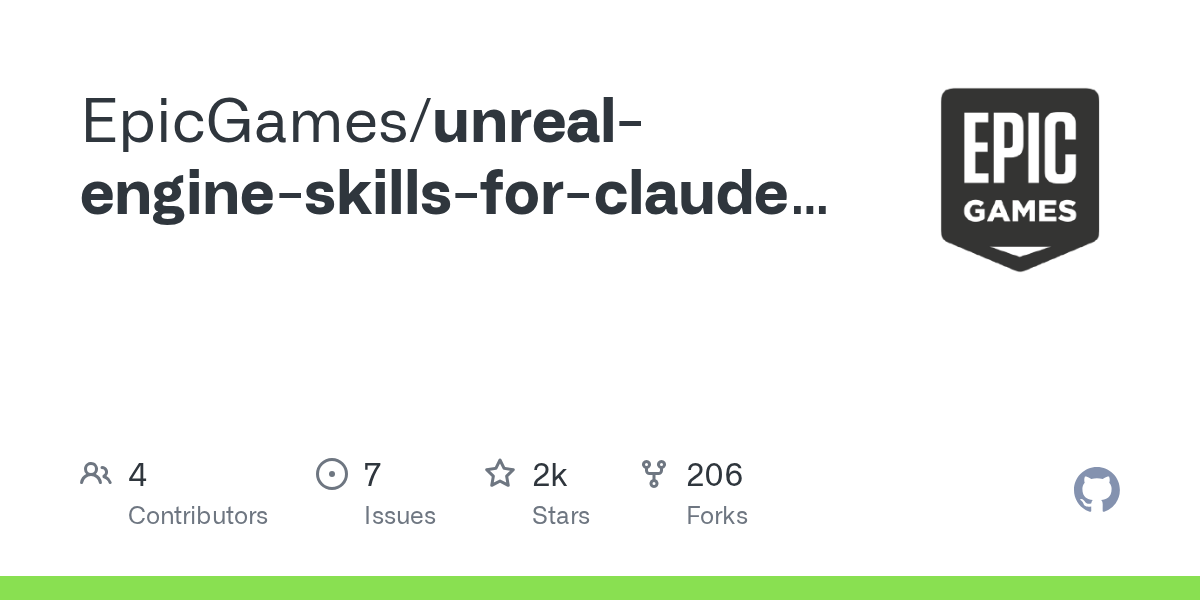 EpicGames/unreal-
engine-skills-for-claude...
EPIC
GAMES
4
Contributors
7
Issues
2k
Stars
206
Forks